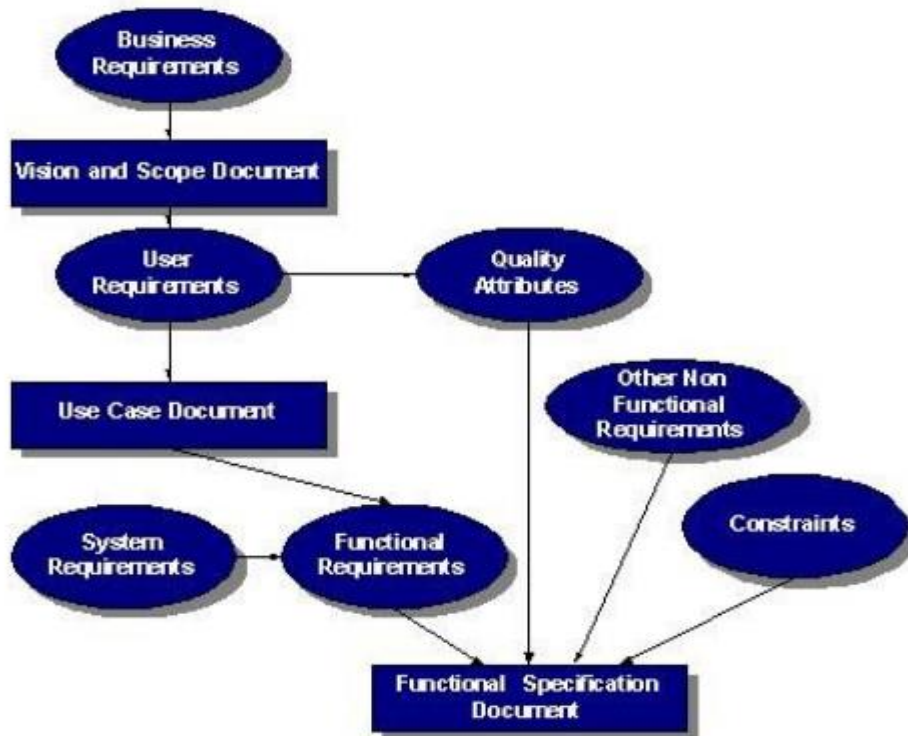 Business
Requirements
Vision and Scope Document
User
Requirements
Quality
Attributes
Use Case Document
Other Non
Functional
Requirements
System
Requirements
Functional
Requirements
Constraints
Functional Specification
Document